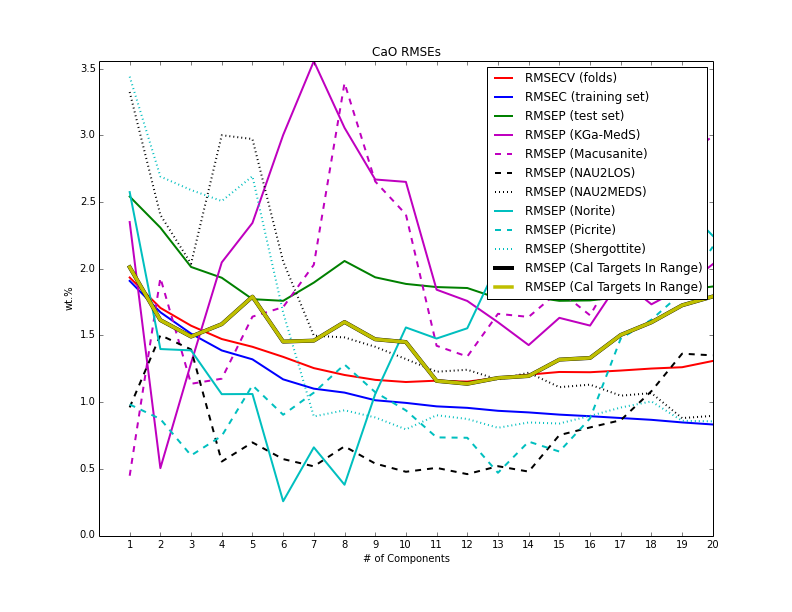 CaO RMSEs
3.5
3.0
2.5
2.0
1.5
1.0
0.5
0.0
wt.%
1 2 3 4 5 6 7 8 9 10 11 12 13 14 15 16 17 18 19 20
# of Components
RMSECV (folds)
RMSEC (training set)
RMSEP (test set)
RMSEP (KGa-MedS)
RMSEP (Macusanite)
RMSEP (NAU2LOS)
RMSEP (NAU2MEDS)
RMSEP (Norite)
RMSEP (Picrite)
RMSEP (Shergottite)
RMSEP (Cal Targets In Range)
RMSEP (Cal Targets In Range)